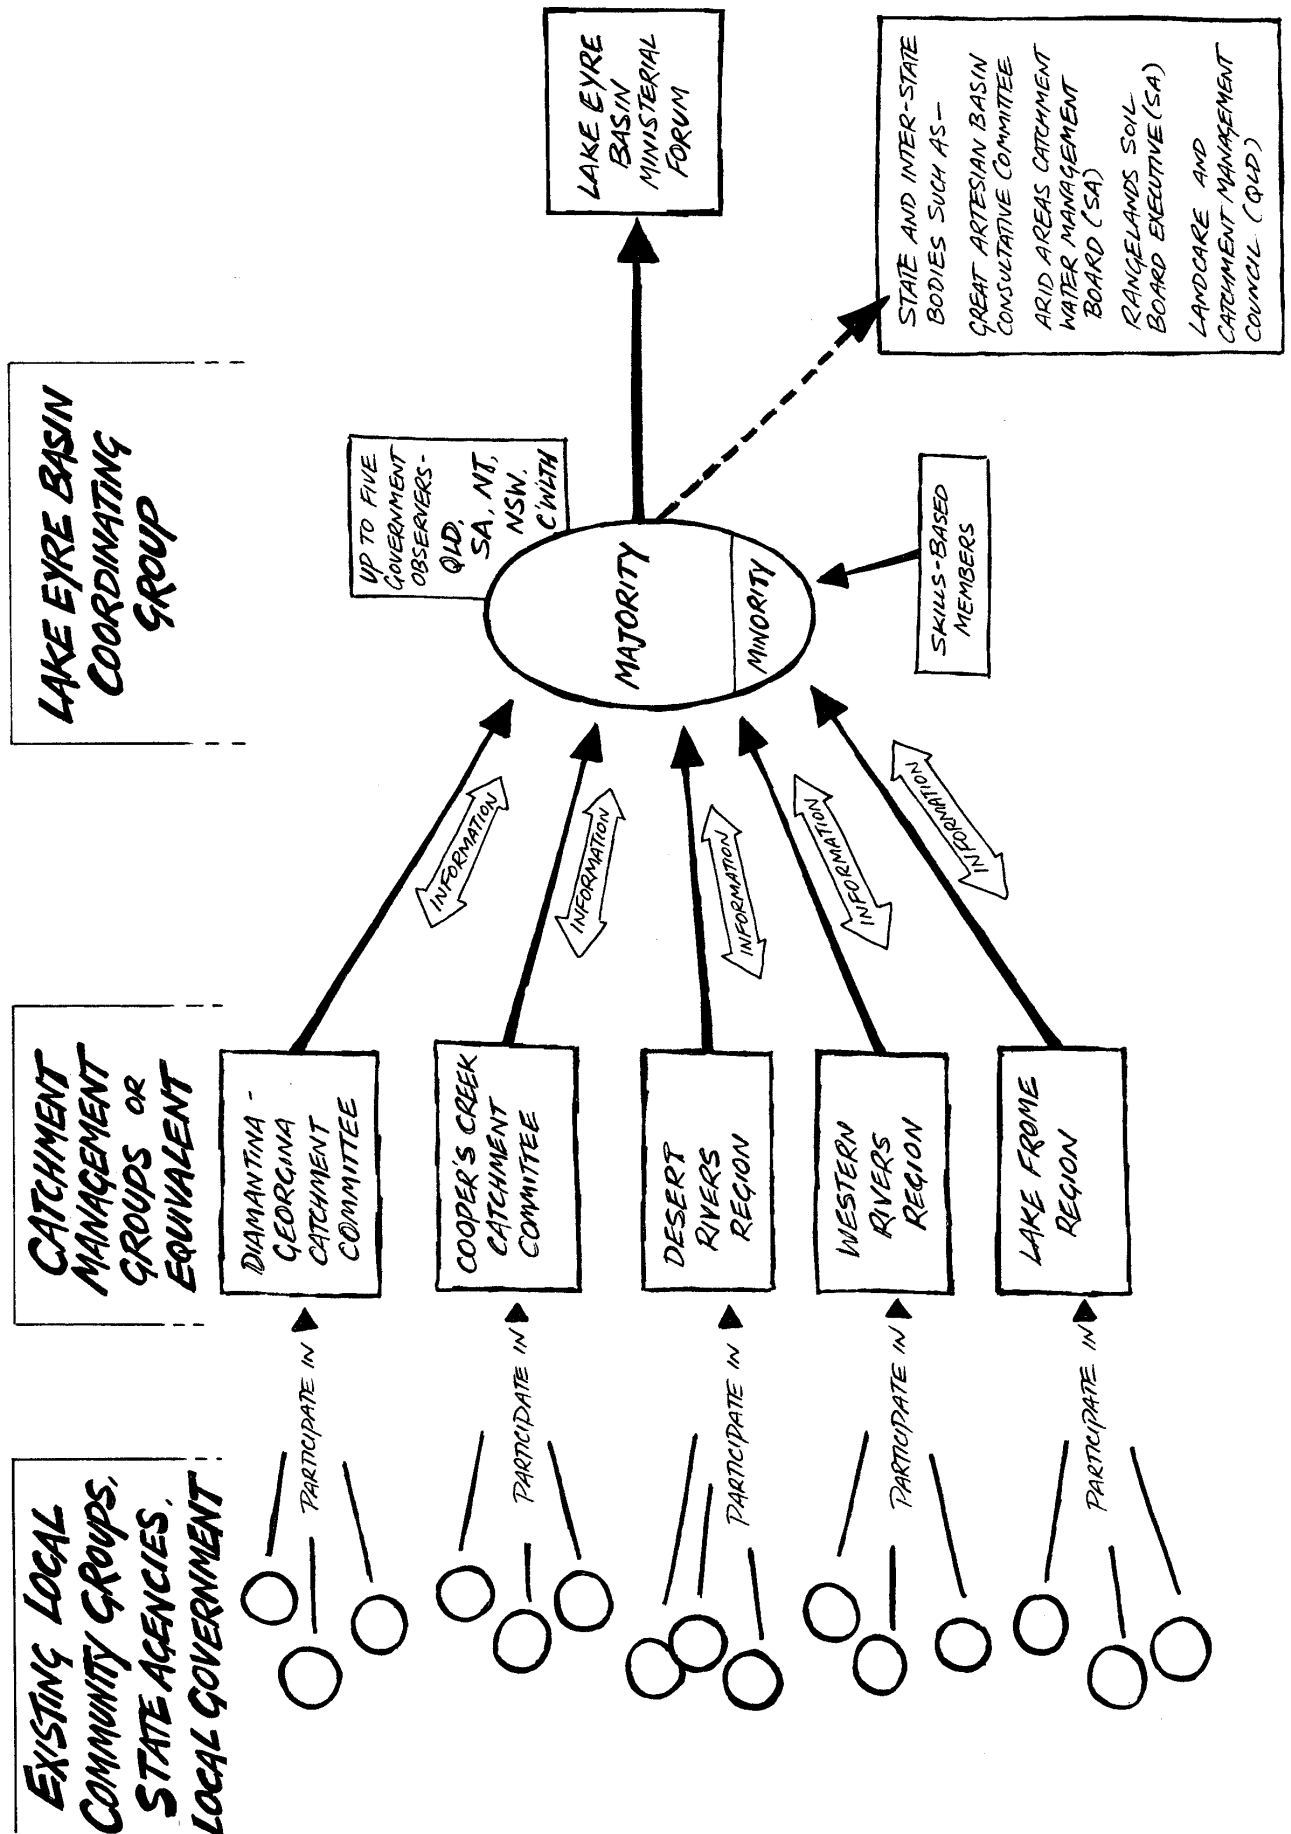 EXISTING LOCAL
COMMUNITY GROUPS,
STATE AGENCIES.
LOCAL GOVERNMENT
CATCHMENT
MANAGEMENT
GROUPS OR
EQUIVALENT
LAKE EYRE BASIN
COORDINATING
GROUP
PARTICIPATE IN
DIAMANTINA -
GEORGINA
CATCHMENT
COMMITTEE
INFORMATION
PARTICIPATE IN
COOPER'S CREEK
CATCHMENT
COMMITTEE
INFORMATION
PARTICIPATE IN
DESERT
RIVERS
REGION
INFORMATION
PARTICIPATE IN
WESTERN
RIVERS
REGION
INFORMATION
PARTICIPATE IN
LAKE FROME
REGION
INFORMATION
UP TO FIVE
GOVERNMENT
OBSERVERS-
QLD,
SA, NT,
NSW.
C'WLTH
MAJORITY
MINORITY
SKILLS-BASED
MEMBERS
LAKE EYRE
BASIN
MINISTERIAL
FORUM
STATE AND INTER-STATE
BODIES SUCH AS-
GREAT ARTESIAN BASIN
CONSULTATIVE COMMITTEE
ARID AREAS CATCHMENT
WATER MANAGEMENT
BOARD (SA)
RANGELANDS SOIL
BOARD EXECUTIVE (SA)
LANDCARE AND
CATCHMENT MANAGEMENT
COUNCIL (QLD)